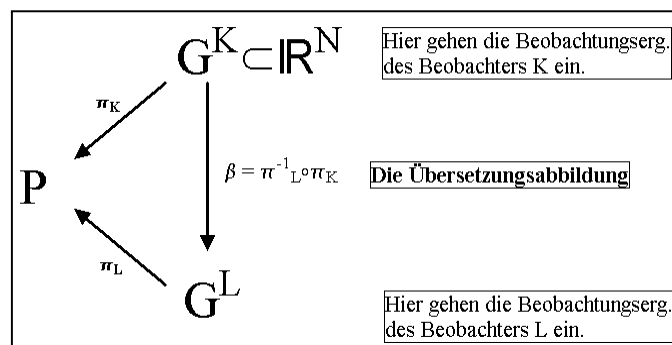 G^K ⊂ ℝ^N
Hier gehen die Beobachtungserg.
des Beobachters K ein.
π_K
P
β = π^-1_L∘π_K
Die Übersetzungsabbildung
π_L
G^L
Hier gehen die Beobachtungserg.
des Beobachters L ein.